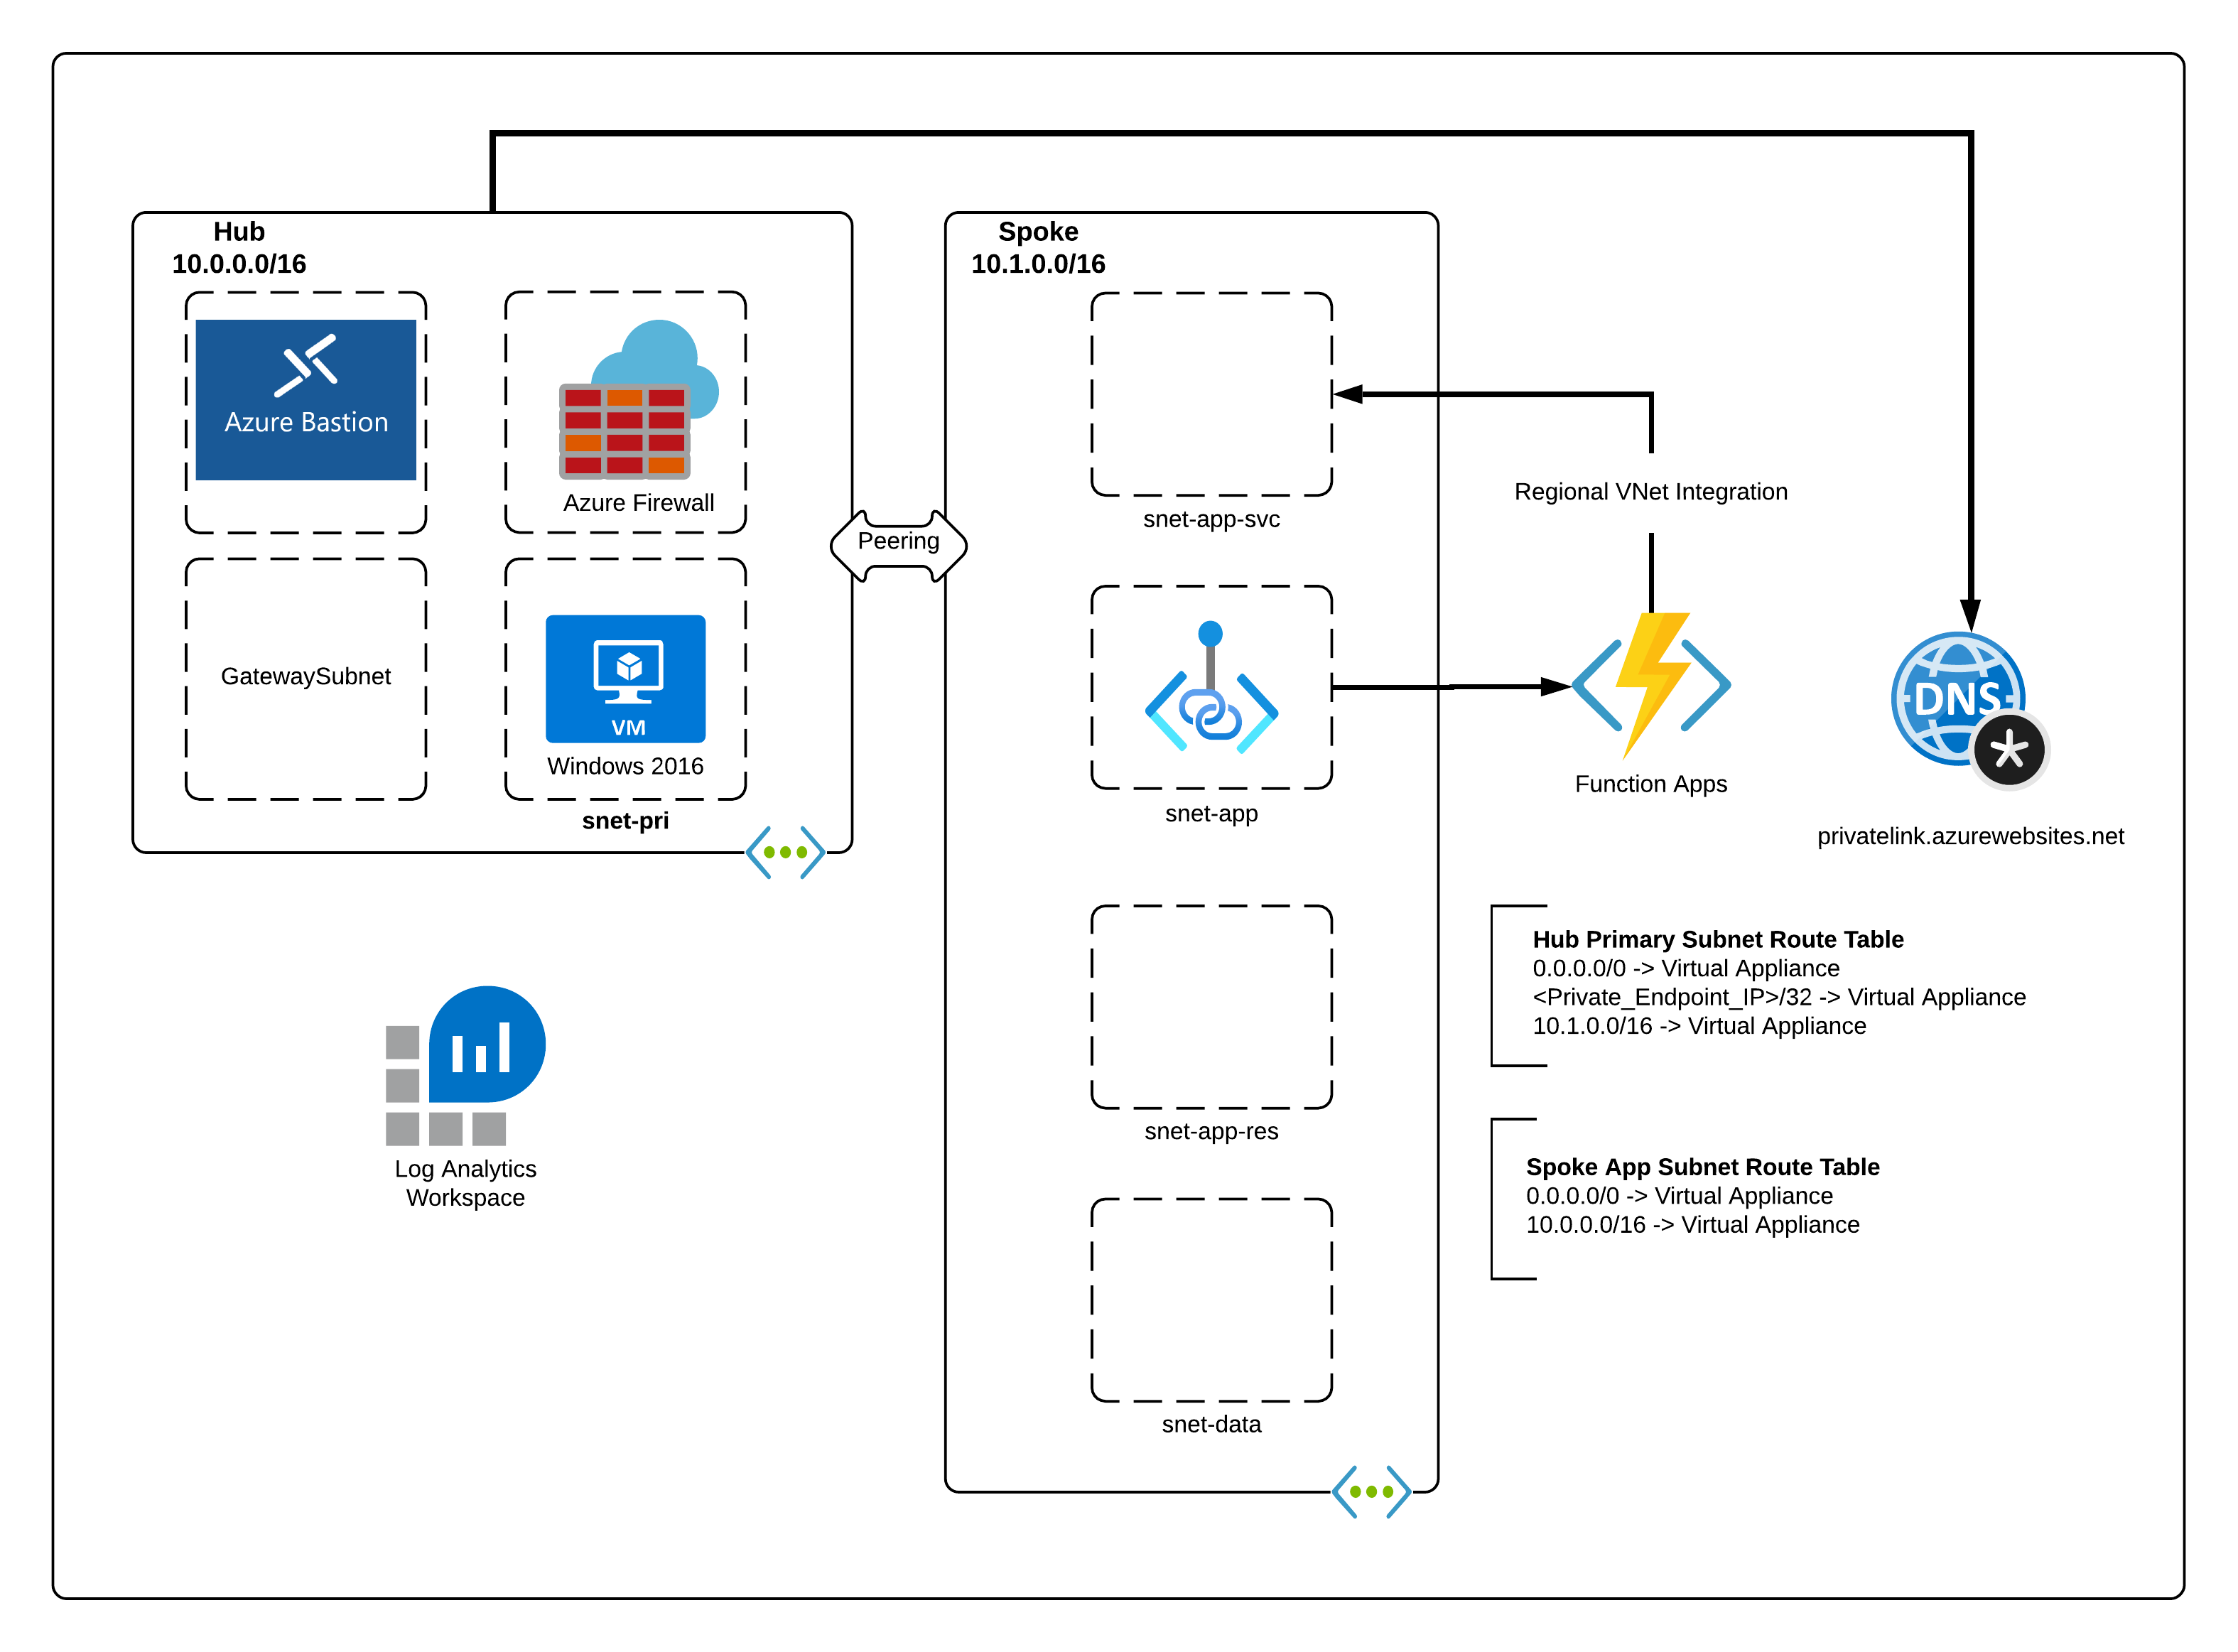 Hub
10.0.0.0/16
Azure Bastion
Azure Firewall
GatewaySubnet
VM
Windows 2016
snet-pri
Peering
Spoke
10.1.0.0/16
snet-app-svc
snet-app
snet-app-res
snet-data
Regional VNet Integration
Function Apps
DNS
privatelink.azurewebsites.net
Hub Primary Subnet Route Table
0.0.0.0/0 -> Virtual Appliance
<Private_Endpoint_IP>/32 -> Virtual Appliance
10.1.0.0/16 -> Virtual Appliance
Spoke App Subnet Route Table
0.0.0.0/0 -> Virtual Appliance
10.0.0.0/16 -> Virtual Appliance
Log Analytics
Workspace